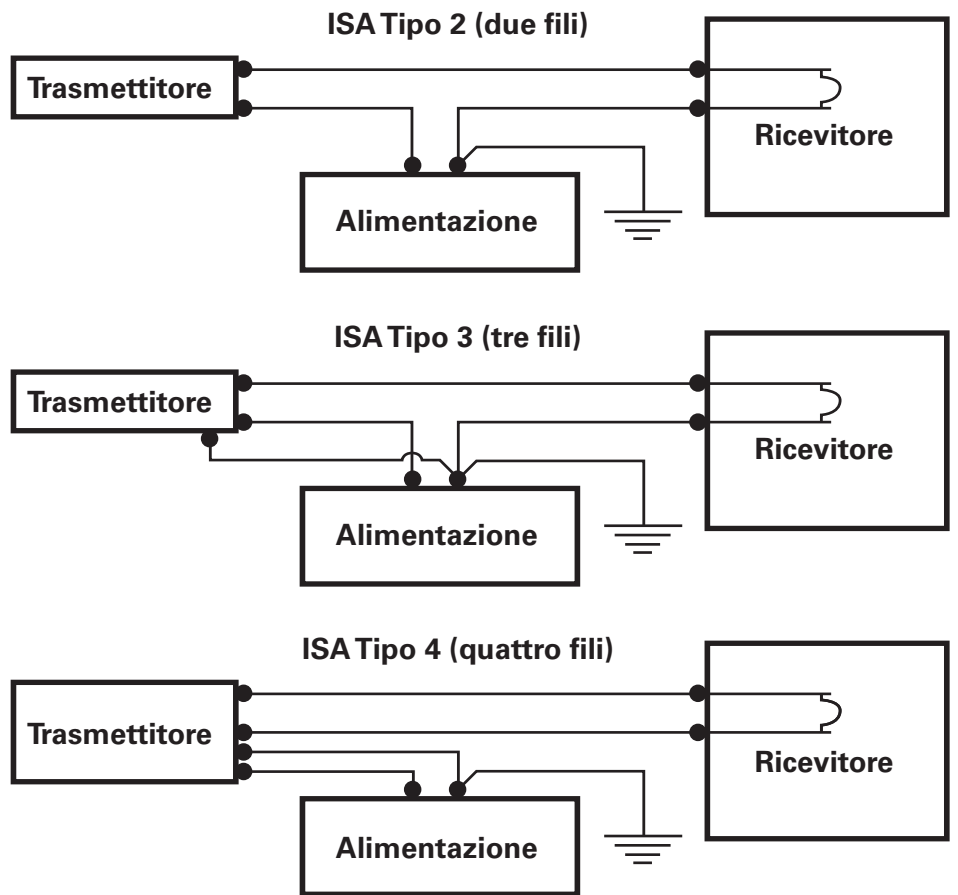 ISA Tipo 2 (due fili)
Trasmettitore
Ricevitore
Alimentazione
ISA Tipo 3 (tre fili)
Trasmettitore
Ricevitore
Alimentazione
ISA Tipo 4 (quattro fili)
Trasmettitore
Ricevitore
Alimentazione